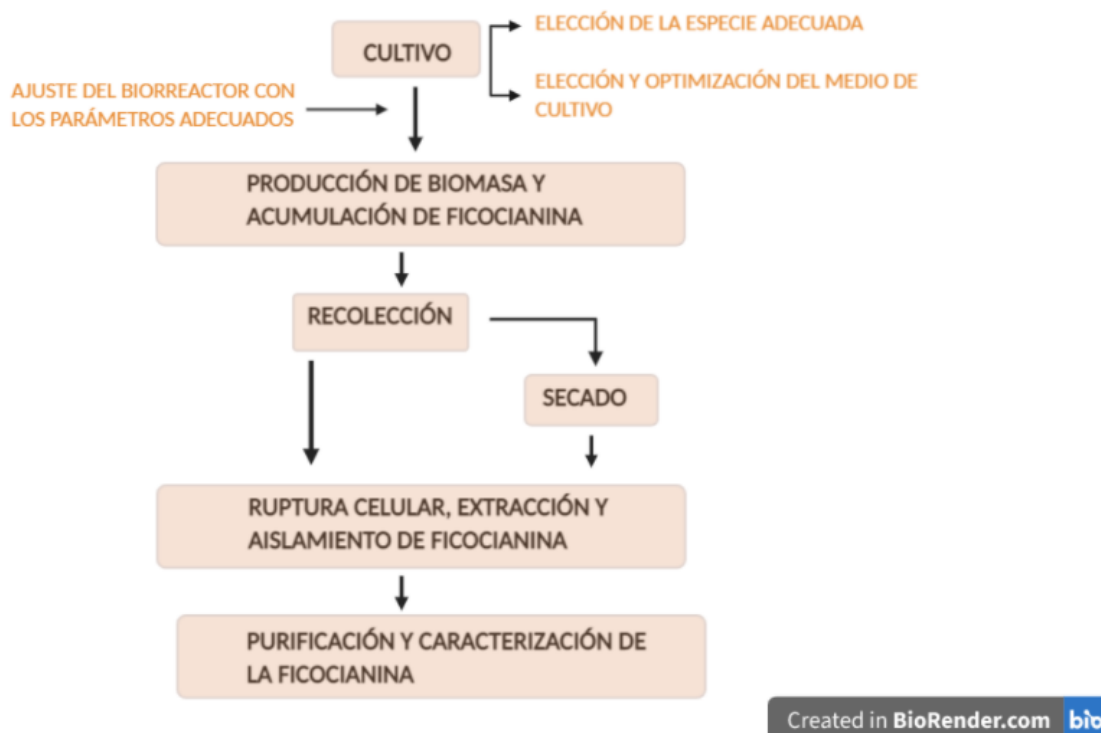 ELECCIÓN DE LA ESPECIE ADECUADA
CULTIVO
ELECCIÓN Y OPTIMIZACIÓN DEL MEDIO DE
CULTIVO
AJUSTE DEL BIORREACTOR CON
LOS PARÁMETROS ADECUADOS
PRODUCCIÓN DE BIOMASA Y
ACUMULACIÓN DE FICOCIANINA
RECOLECCIÓN
SECADO
RUPTURA CELULAR, EXTRACCIÓN Y
AISLAMIENTO DE FICOCIANINA
PURIFICACIÓN Y CARACTERIZACIÓN DE
LA FICOCIANINA
Created in BioRender.com bio